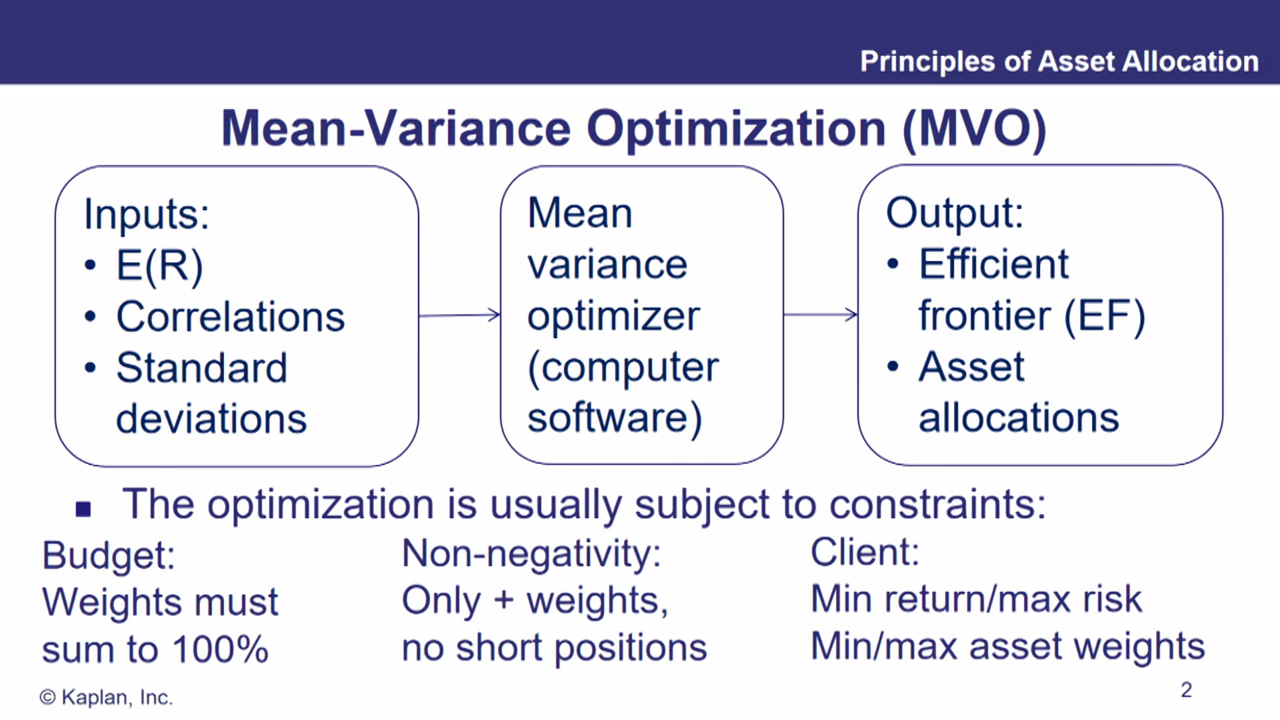 Principles of Asset Allocation
Mean-Variance Optimization (MVO)
Inputs:
• E(R)
• Correlations
• Standard
deviations
Mean
variance
optimizer
(computer
software)
Output:
• Efficient
frontier (EF)
• Asset
allocations
▪ The optimization is usually subject to constraints:
Budget:
Weights must
sum to 100%
Non-negativity:
Only + weights,
no short positions
Client:
Min return/max risk
Min/max asset weights
© Kaplan, Inc.
2